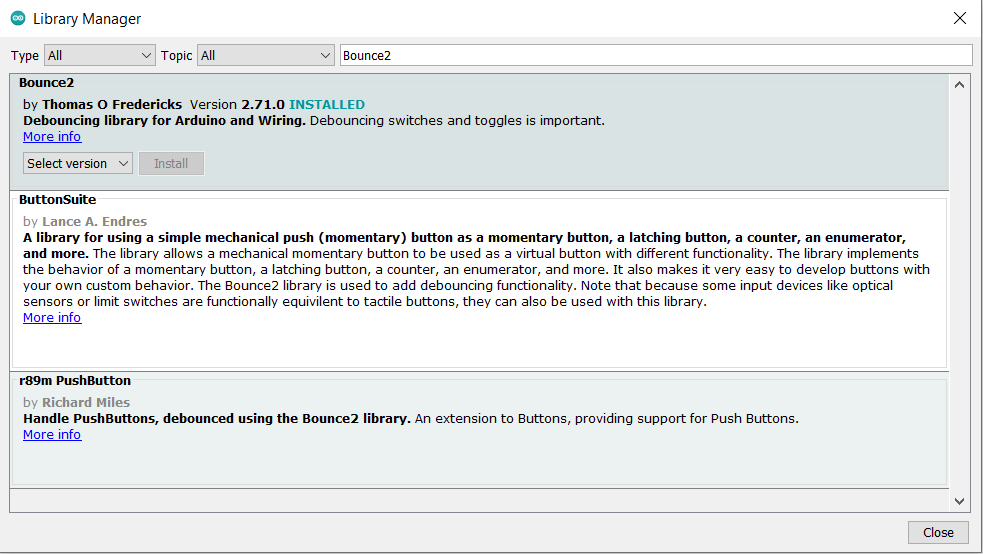 Library Manager
Type All Topic All Bounce2
Bounce2
by Thomas O Fredericks Version 2.71.0 INSTALLED
Debouncing library for Arduino and Wiring. Debouncing switches and toggles is important.
More info
Select version Install
ButtonSuite
by Lance A. Endres
A library for using a simple mechanical push (momentary) button as a momentary button, a latching button, a counter, an enumerator,
and more. The library allows a mechanical momentary button to be used as a virtual button with different functionality. The library implements
the behavior of a momentary button, a latching button, a counter, an enumerator, and more. It also makes it very easy to develop buttons with
your own custom behavior. The Bounce2 library is used to add debouncing functionality. Note that because some input devices like optical
sensors or limit switches are functionally equivilent to tactile buttons, they can also be used with this library.
More info
r89m PushButton
by Richard Miles
Handle PushButtons, debounced using the Bounce2 library. An extension to Buttons, providing support for Push Buttons.
More info
Close